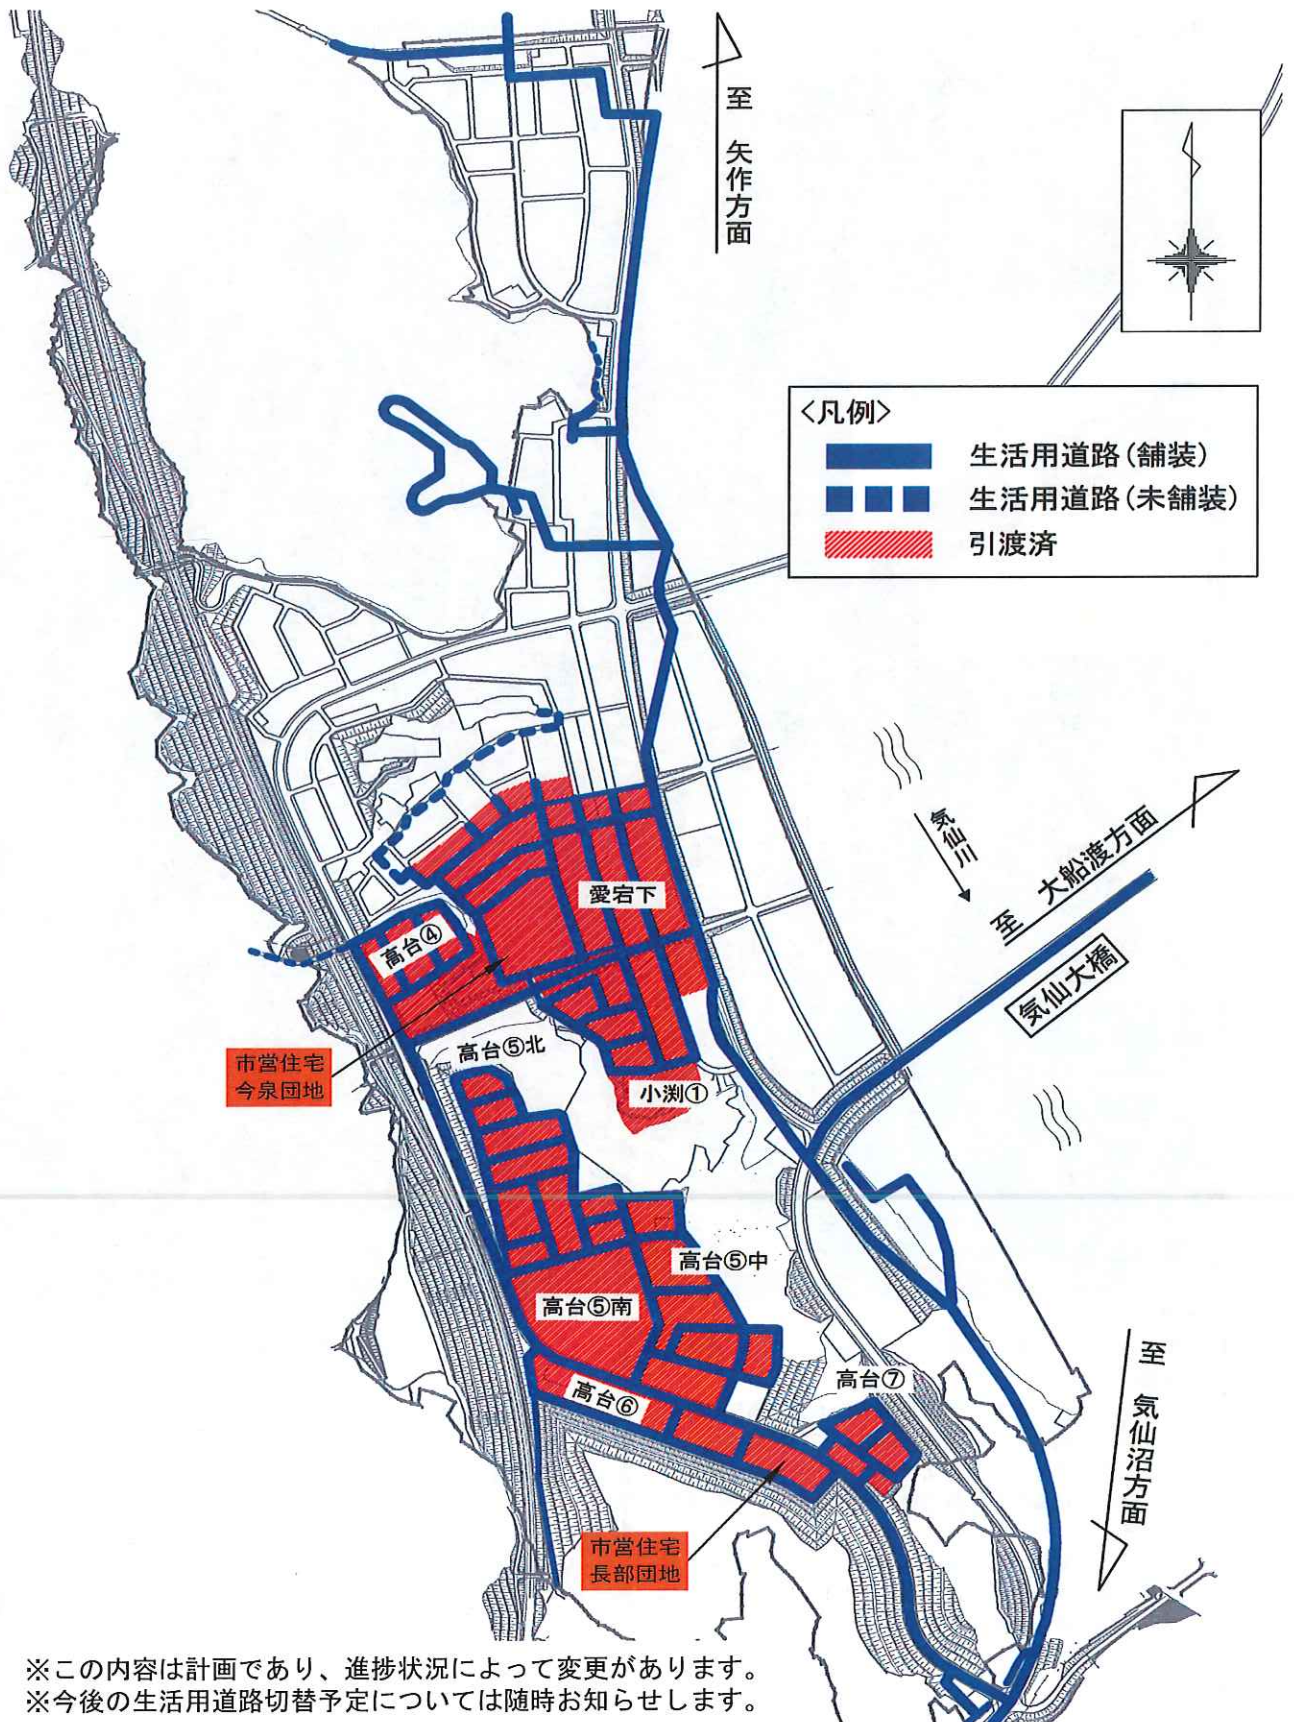 至 矢作方面
<凡例>
生活用道路(舗装)
生活用道路(未舗装)
引渡済
気仙川
至 大船渡方面
気仙大橋
愛宕下
高台④
市営住宅
今泉団地
高台⑤北
小渕①
高台⑤中
高台⑤南
高台⑥
高台⑦
至 気仙沼方面
市営住宅
長部団地
※この内容は計画であり、進捗状況によって変更があります。
※今後の生活用道路切替予定については随時お知らせします。